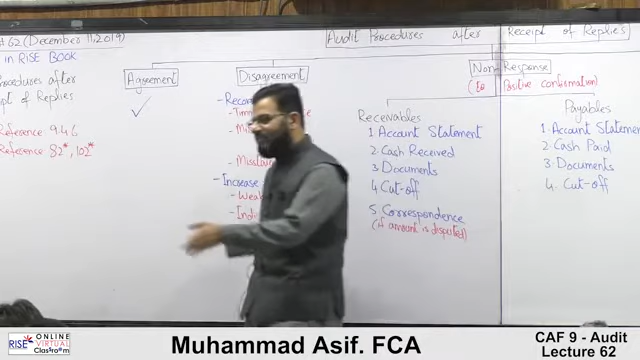 #62 (December 11, 2019)
in RISE BOOK
Procedures after
Receipt of Replies
Reference 9.4.6
Reference 82*, 102*
Audit Procedures after Receipt of Replies
Agreement
✓
Disagreement
- Timing
- Increase
Non-Response
Positive confirmation)
Receivables
1 Account Statement
2 Cash Received
3 Documents
4 Cut-off
5 Correspondence
(if amount is disputed)
Payables
1. Account Statement
2. Cash Paid
3. Documents
4. Cut-off
RISE ONLINE VIRTUAL Classroom
Muhammad Asif. FCA
CAF 9 - Audit
Lecture 62